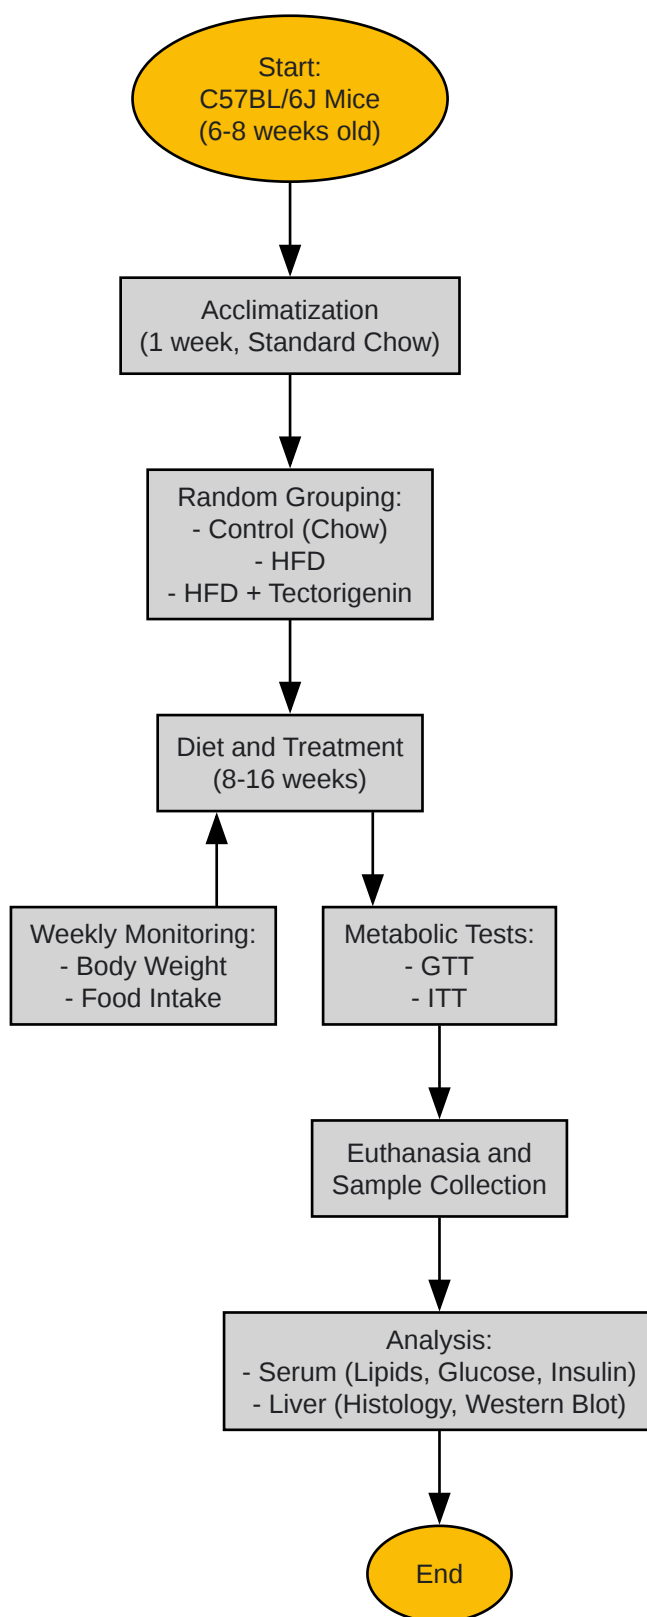 Start:
C57BL/6J Mice
(6-8 weeks old)
Acclimatization
(1 week, Standard Chow)
Random Grouping:
- Control (Chow)
- HFD
- HFD + Tectorigenin
Diet and Treatment
(8-16 weeks)
Weekly Monitoring:
- Body Weight
- Food Intake
Metabolic Tests:
- GTT
- ITT
Euthanasia and
Sample Collection
Analysis:
- Serum (Lipids, Glucose, Insulin)
- Liver (Histology, Western Blot)
End